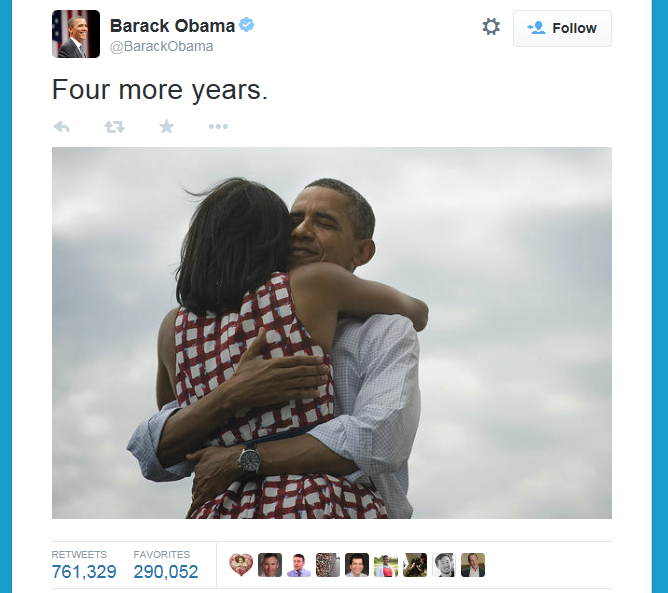 Barack Obama
@BarackObama
Follow
Four more years.
RETWEETS FAVORITES
761,329 290,052